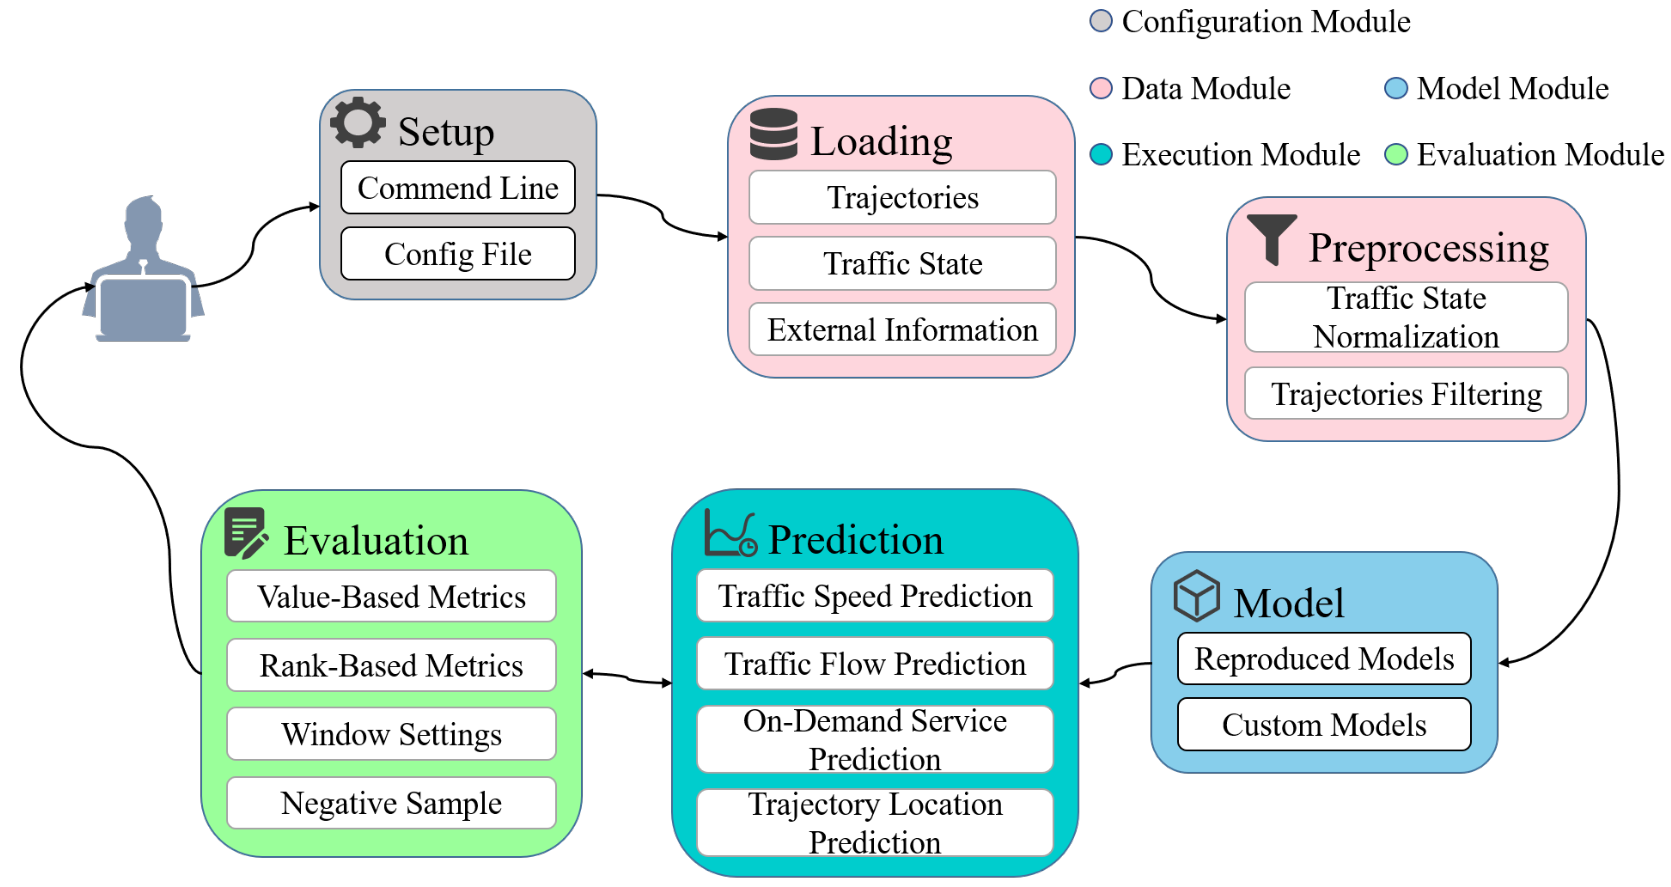 Configuration Module
Data Module
Model Module
Execution Module
Evaluation Module
Setup
Commend Line
Config File
Loading
Trajectories
Traffic State
External Information
Preprocessing
Traffic State
Normalization
Trajectories Filtering
Model
Reproduced Models
Custom Models
Prediction
Traffic Speed Prediction
Traffic Flow Prediction
On-Demand Service
Prediction
Trajectory Location
Prediction
Evaluation
Value-Based Metrics
Rank-Based Metrics
Window Settings
Negative Sample